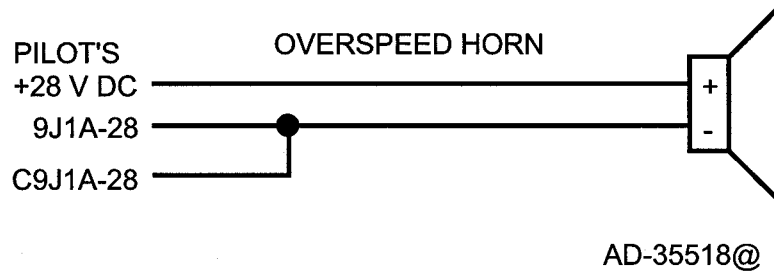 PILOT'S
+28 V DC
OVERSPEED HORN
9J1A-28
C9J1A-28
+
-
AD-35518@